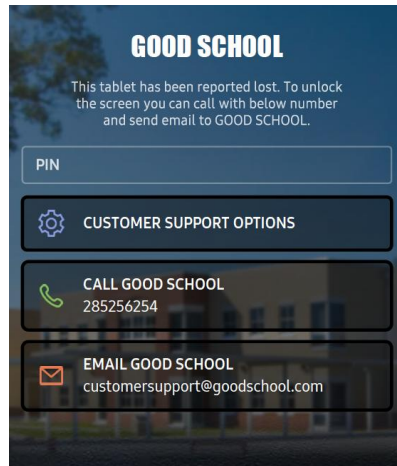 GOOD SCHOOL
This tablet has been reported lost. To unlock
the screen you can call with below number
and send email to GOOD SCHOOL.
PIN
CUSTOMER SUPPORT OPTIONS
CALL GOOD SCHOOL
285256254
EMAIL GOOD SCHOOL
customersupport@goodschool.com